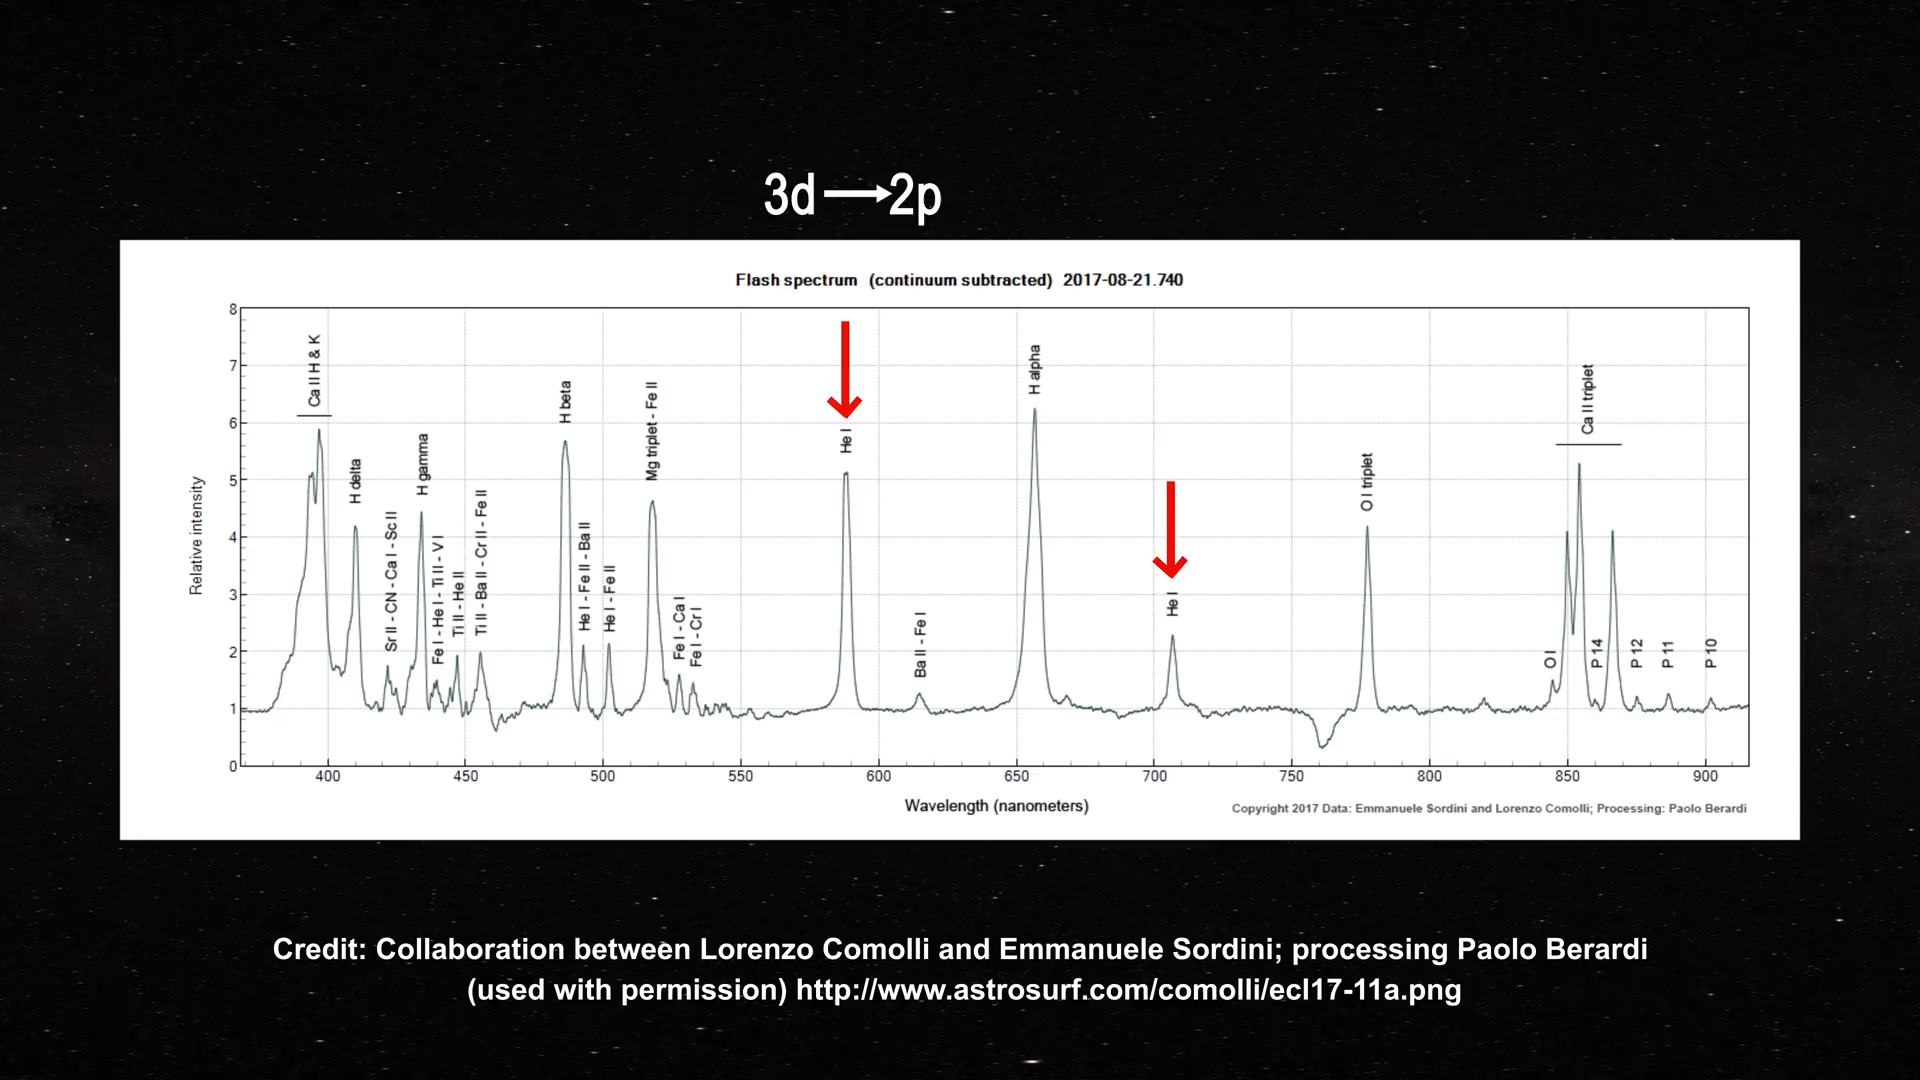 3d→2p
Flash spectrum (continuum subtracted) 2017-08-21.740
Relative intensity
8
7
6
5
4
3
2
1
0
Ca II H & K
H delta
Sr II - CN - Ca I - Sc II
H gamma
Fe I - He I - Ti II - V I
Ti II - He II
Ti II - Ba II - Cr II - Fe II
H beta
He I - Fe II - Ba II
He I - Fe II
Mg triplet - Fe II
Fe I - Ca I
Fe I - Cr I
He I
Ba II - Fe I
H alpha
He I
O I triplet
O I
Ca II triplet
P 14
P 12
P 11
P 10
400 450 500 550 600 650 700 750 800 850 900
Wavelength (nanometers)
Copyright 2017 Data: Emmanuele Sordini and Lorenzo Comolli; Processing: Paolo Berardi
Credit: Collaboration between Lorenzo Comolli and Emmanuele Sordini; processing Paolo Berardi
(used with permission) http://www.astrosurf.com/comolli/ecl17-11a.png